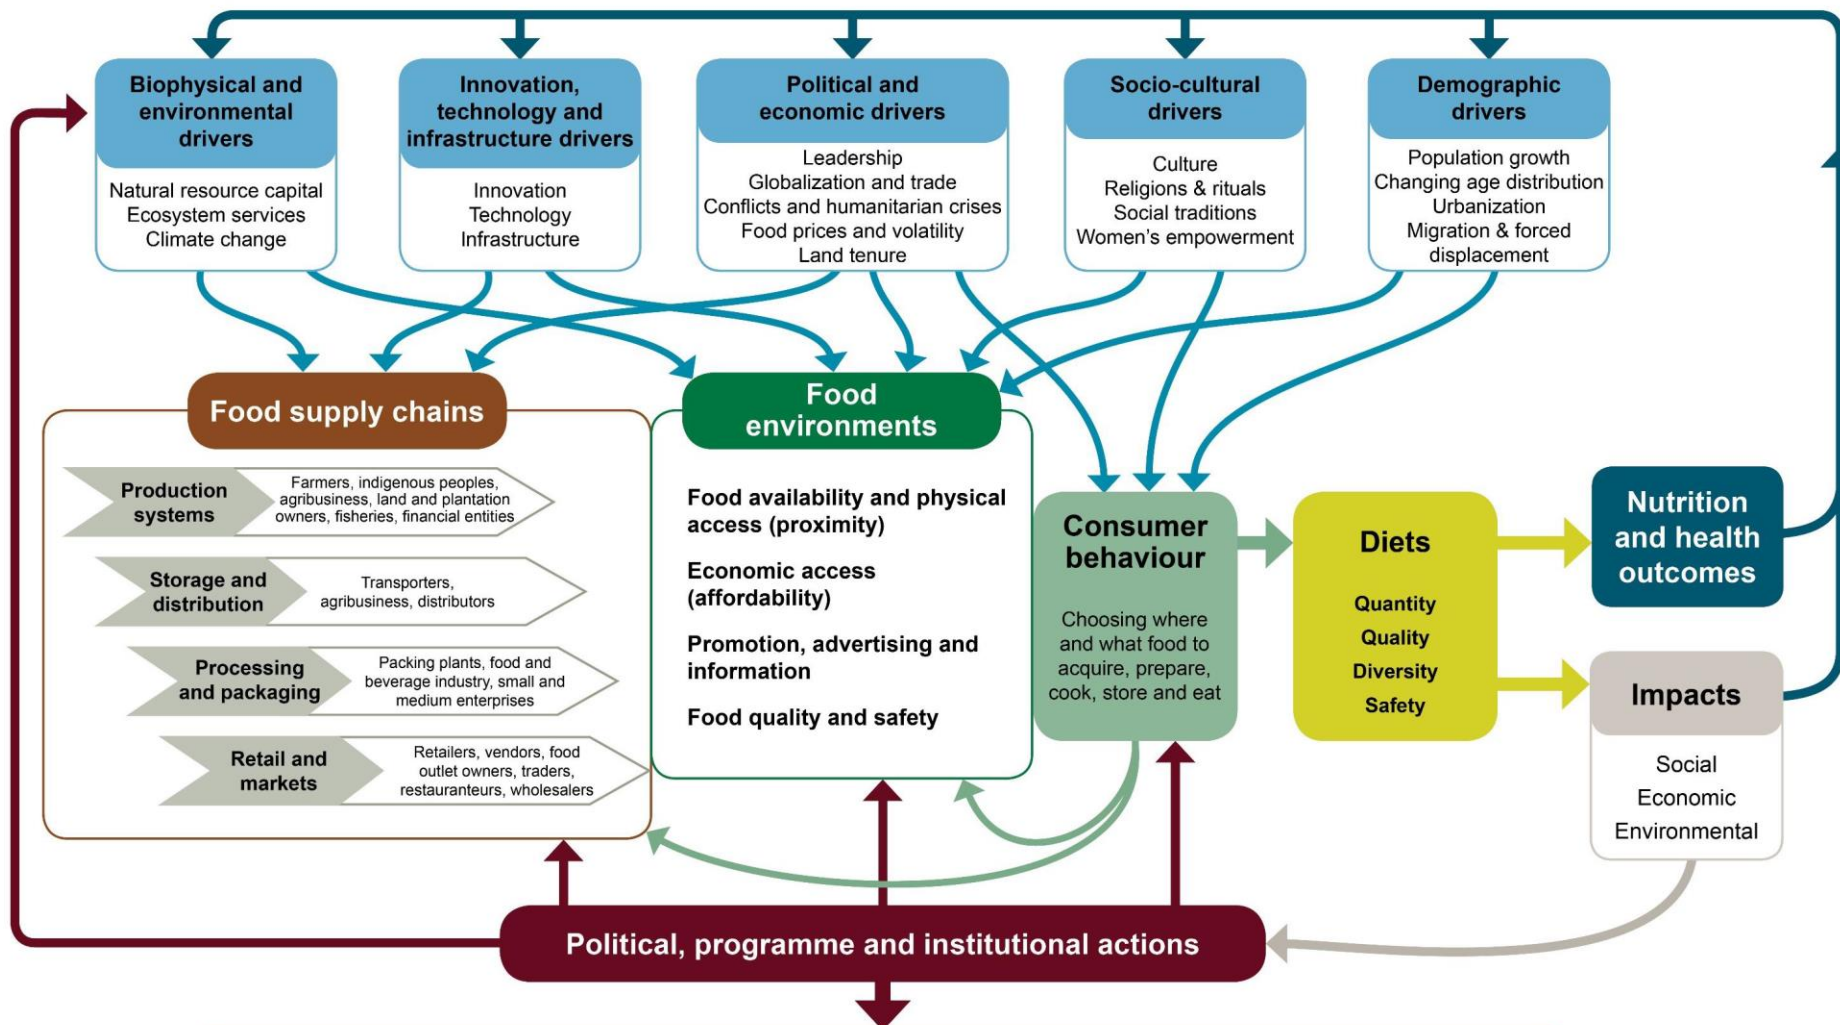 Biophysical and
environmental
drivers
Natural resource capital
Ecosystem services
Climate change
Innovation,
technology and
infrastructure drivers
Innovation
Technology
Infrastructure
Political and
economic drivers
Leadership
Globalization and trade
Conflicts and humanitarian crises
Food prices and volatility
Land tenure
Socio-cultural
drivers
Culture
Religions & rituals
Social traditions
Women's empowerment
Demographic
drivers
Population growth
Changing age distribution
Urbanization
Migration & forced
displacement
Food supply chains
Production
systems
Farmers, indigenous peoples,
agribusiness, land and plantation
owners, fisheries, financial entities
Storage and
distribution
Transporters,
agribusiness, distributors
Processing
and packaging
Packing plants, food and
beverage industry, small and
medium enterprises
Retail and
markets
Retailers, vendors, food
outlet owners, traders,
restauranteurs, wholesalers
Food
environments
Food availability and physical
access (proximity)
Economic access
(affordability)
Promotion, advertising and
information
Food quality and safety
Consumer
behaviour
Choosing where
and what food to
acquire, prepare,
cook, store and eat
Diets
Quantity
Quality
Diversity
Safety
Nutrition
and health
outcomes
Impacts
Social
Economic
Environmental
Political, programme and institutional actions